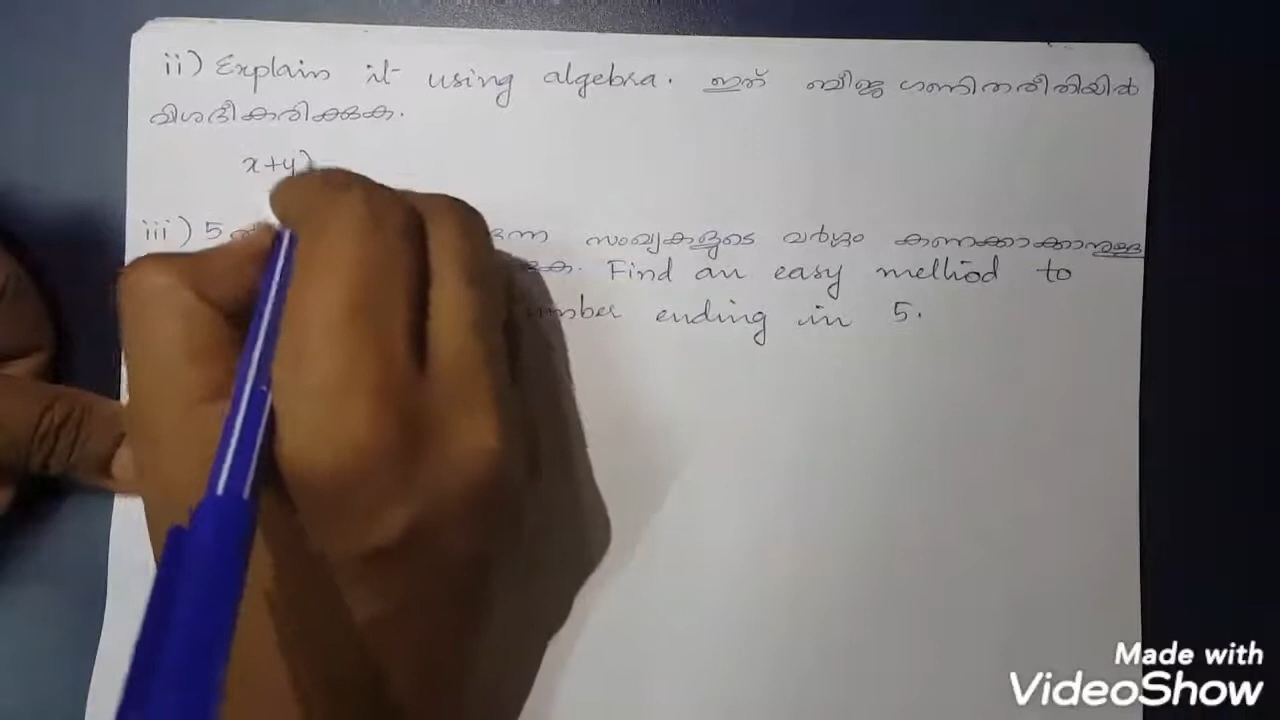 ii) Explain it using algebra. ഇത് ബീജ ഗണിതരീതിയിൽ
വിശദീകരിക്കുക.
x+y)
iii) 5 സംഖ്യകളുടെ വർഗ്ഗം കണക്കാക്കാനുള്ള
Find an easy method to
ending in 5.
Made with
VideoShow